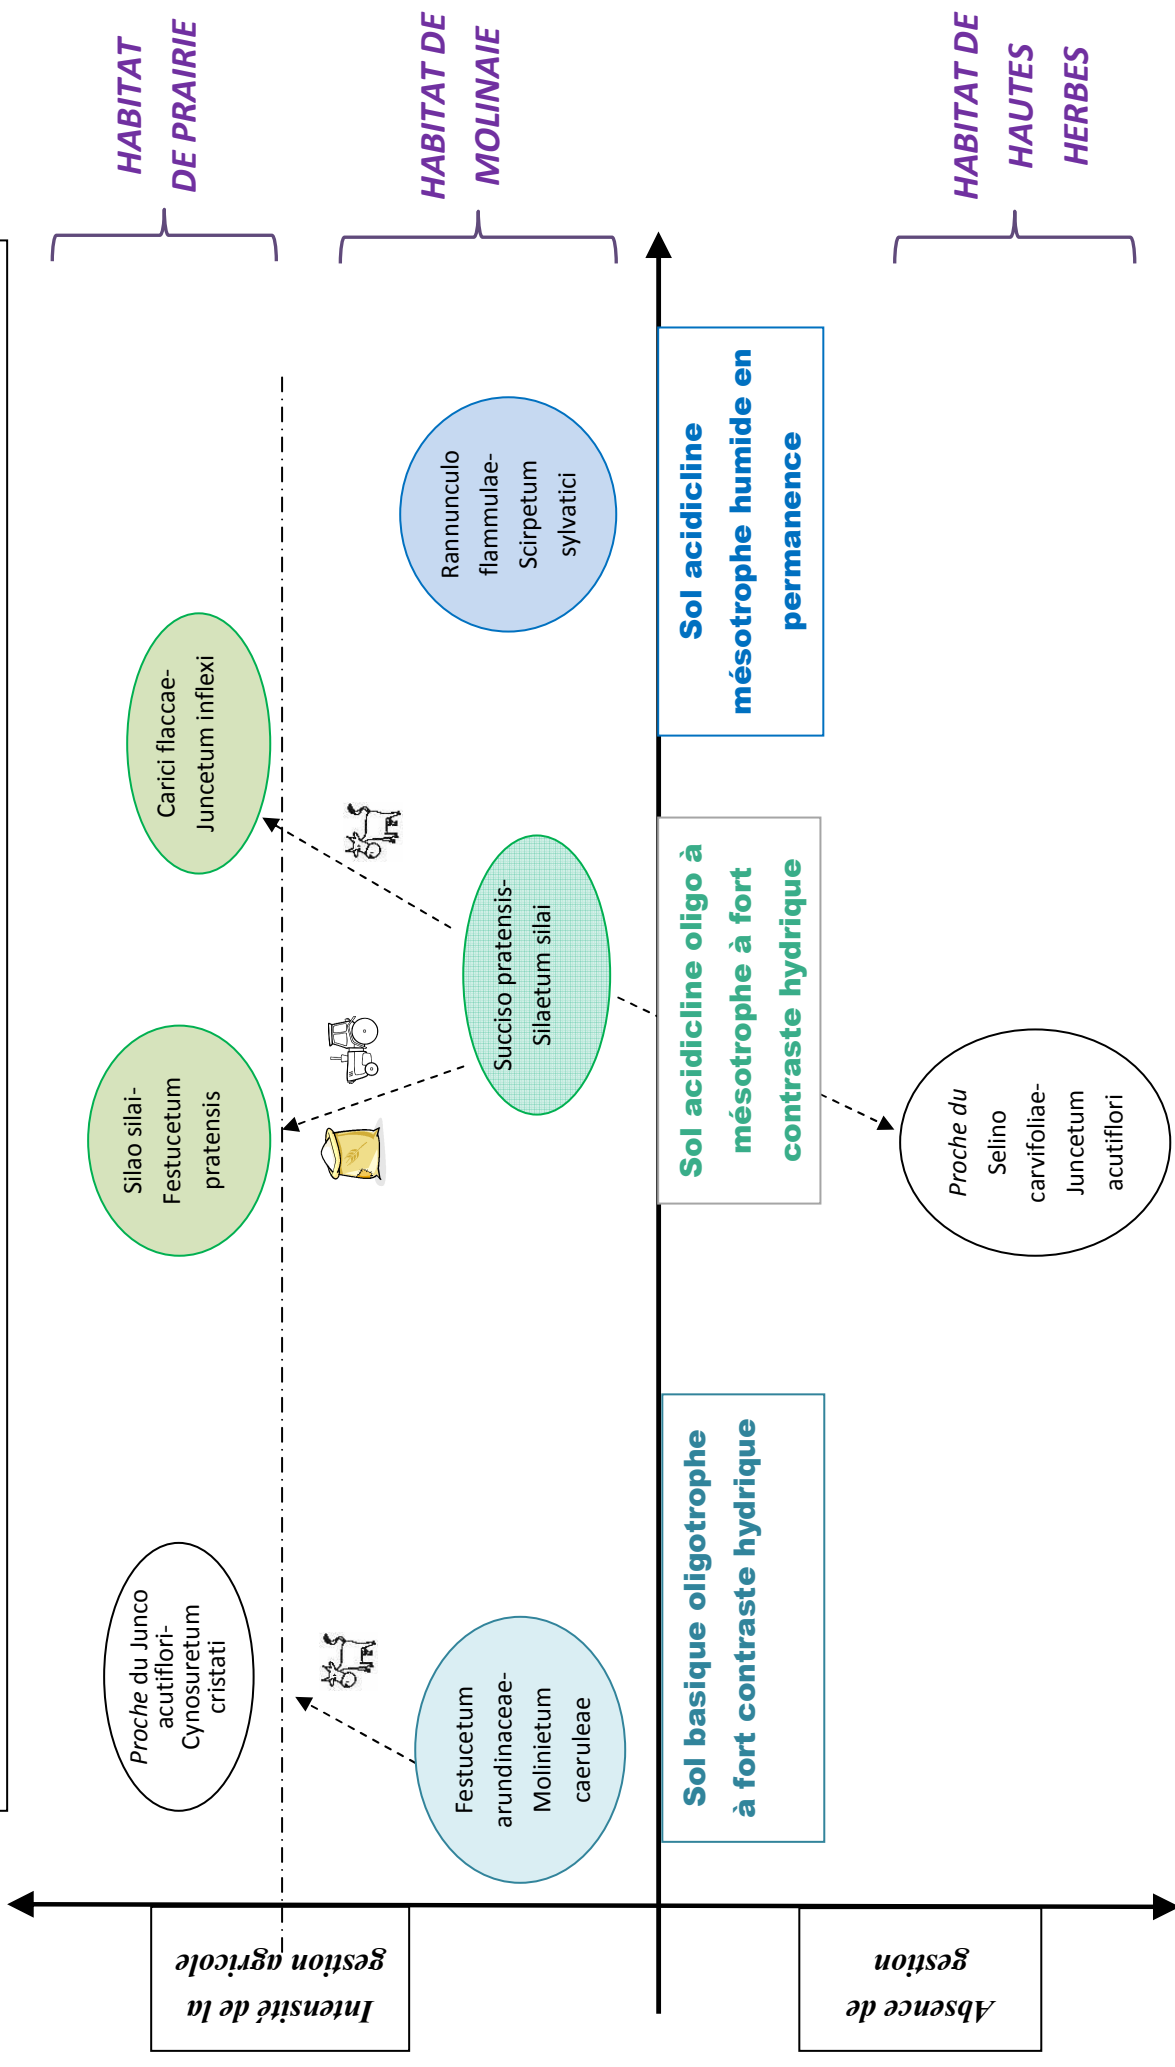 HABITAT
DE PRAIRIE
HABITAT DE
MOLINAIE
HABITAT DE
HAUTES
HERBES
Intensité de la
gestion agricole
Absence de
gestion
Proche du Junco
acutiflori-
Cynosuretum
cristati
Silao silai-
Festucetum
pratensis
Carici flaccae-
Juncetum inflexi
Festucetum
arundinaceae-
Molinietum
caeruleae
Succiso pratensis-
Silaetum silai
Rannunculo
flammulae-
Scirpetum
sylvatici
Sol basique oligotrophe
à fort contraste hydrique
Sol acidicline oligo à
mésotrophe à fort
contraste hydrique
Sol acidicline
mésotrophe humide en
permanence
Proche du
Selino
carvifoliae-
Juncetum
acutiflori